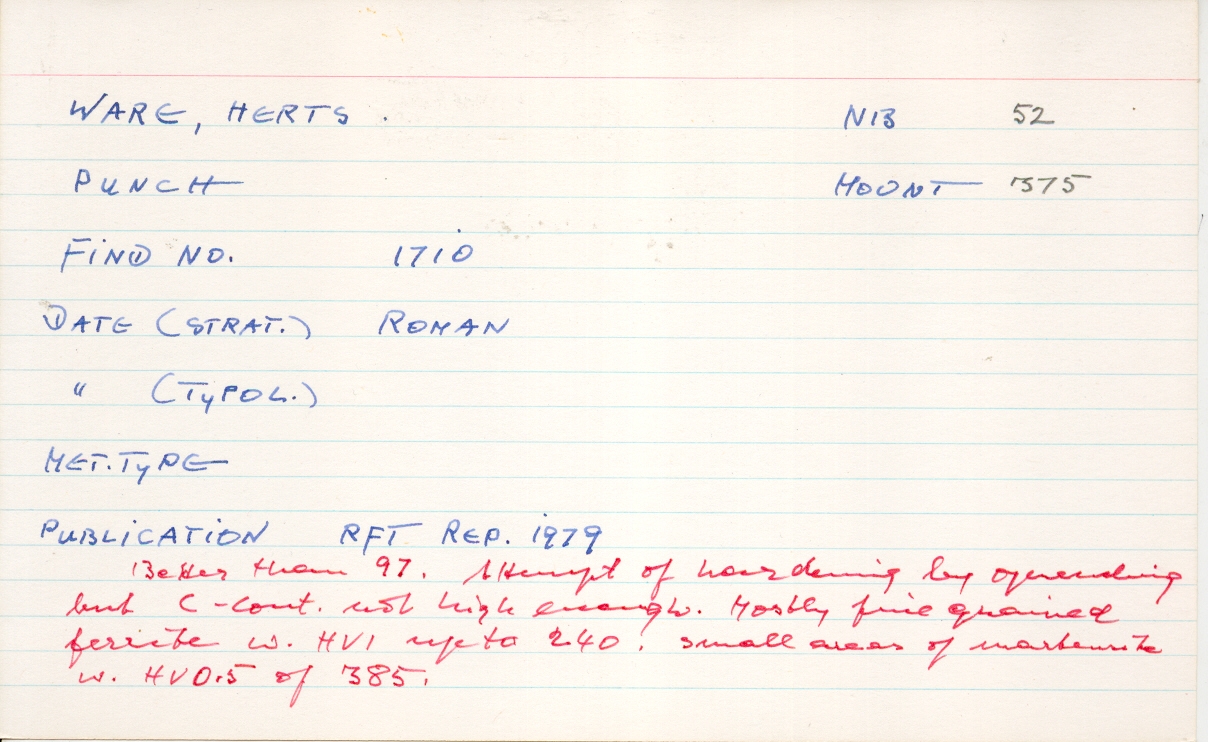 WARE, HERTS. NIB 52
PUNCH MOUNT 375
FIND NO. 1710
DATE (STRAT.) ROMAN
" (TYPOL.)
MET. TYPE
PUBLICATION RFT REP. 1979
Better than 97. Attempt of hardening by quenching
but C-cont. not high enough. Mostly fine grained
ferrite w. HV1 up to 240. small areas of martensite
w. HV0.5 of 385.